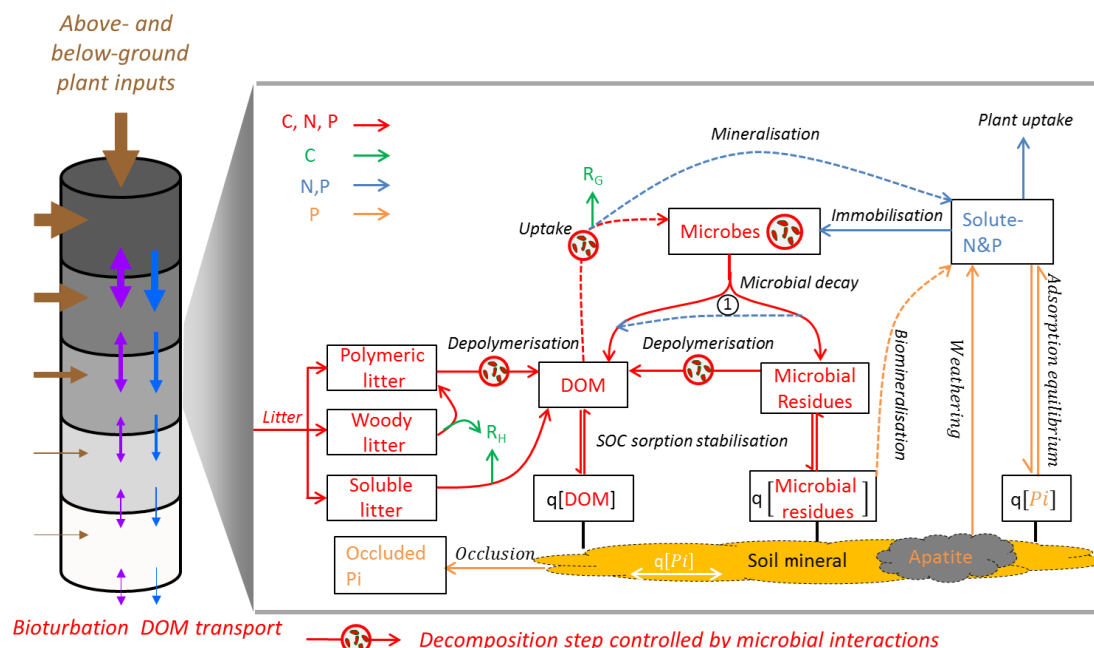 Above- and
below-ground
plant inputs
C, N, P
C
N,P
P
Mineralisation
Plant uptake
R_G
Uptake
Microbes
Immobilisation
Solute-
N&P
Microbial decay
1
Depolymerisation
Depolymerisation
Polymeric
litter
DOM
Microbial
Residues
Biomineralisation
Weathering
Adsorption equilibrium
Litter
Woody
litter
R_H
SOC sorption stabilisation
Soluble
litter
q[DOM]
q[Microbial
residues]
q[Pi]
Occluded
Pi
Occlusion
q[Pi]
Soil mineral
Apatite
Bioturbation DOM transport
Decomposition step controlled by microbial interactions